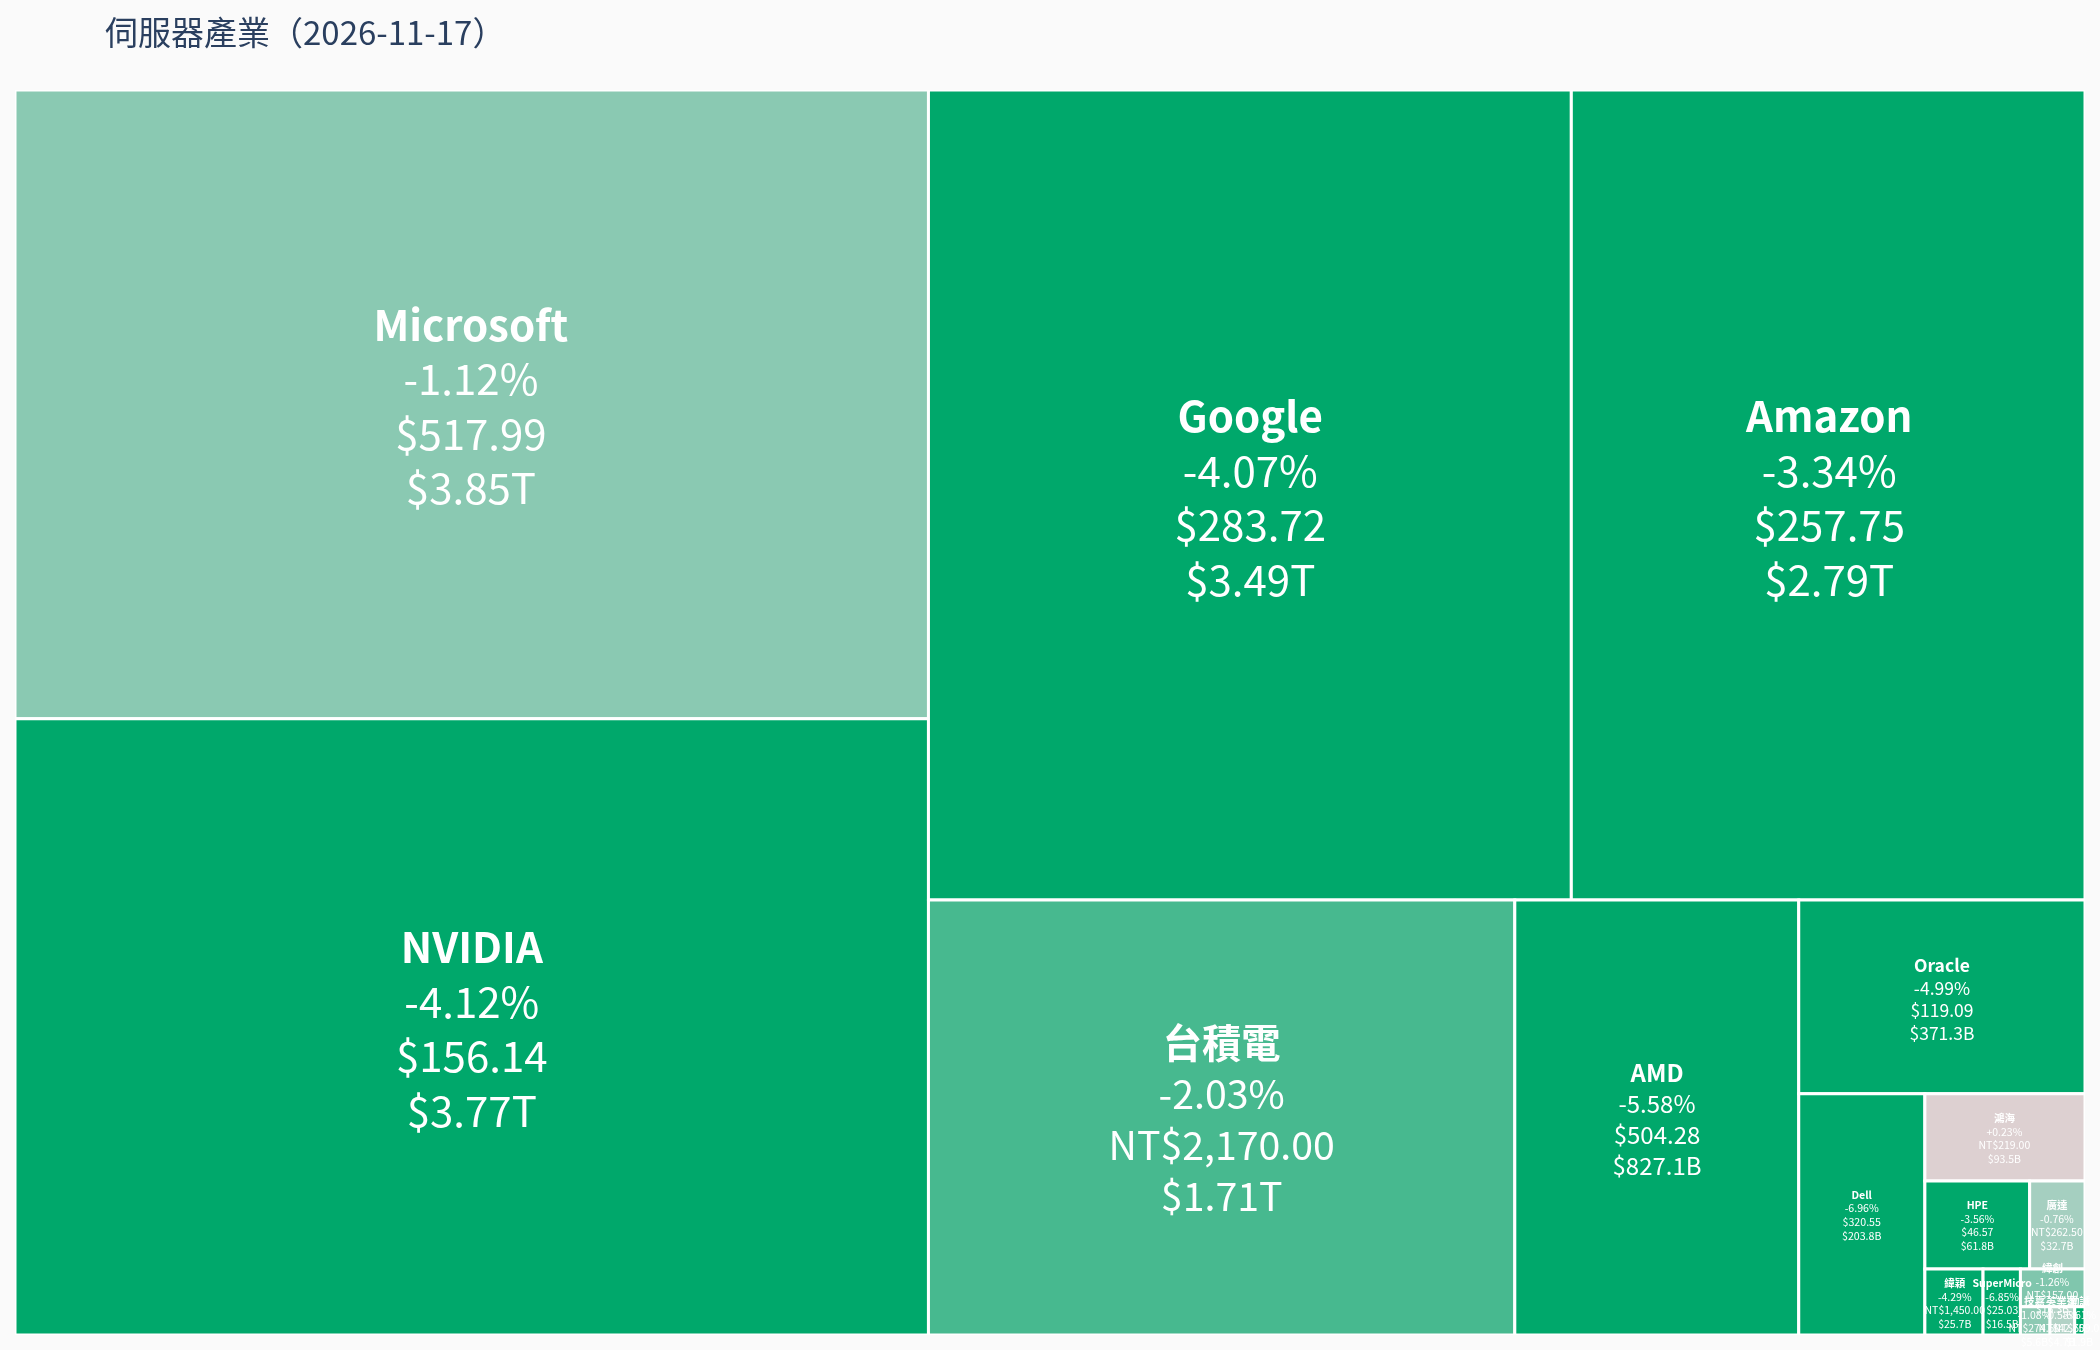 伺服器產業（2026-11-17）
Microsoft
-1.12%
$517.99
$3.85T
NVIDIA
-4.12%
$156.14
$3.77T
Google
-4.07%
$283.72
$3.49T
Amazon
-3.34%
$257.75
$2.79T
台積電
-2.03%
NT$2,170.00
$1.71T
AMD
-5.58%
$504.28
$827.1B
Oracle
-4.99%
$119.09
$371.3B
Dell
-6.96%
$320.55
$203.8B
鴻海
+0.23%
NT$219.00
$93.5B
HPE
-3.56%
$46.57
$61.8B
廣達
-0.76%
NT$262.50
$32.7B
緯穎
-4.29%
NT$1,450.00
$25.7B
SuperMicro
-6.85%
$25.03
$16.5B
緯創
-1.26%
NT$157.00